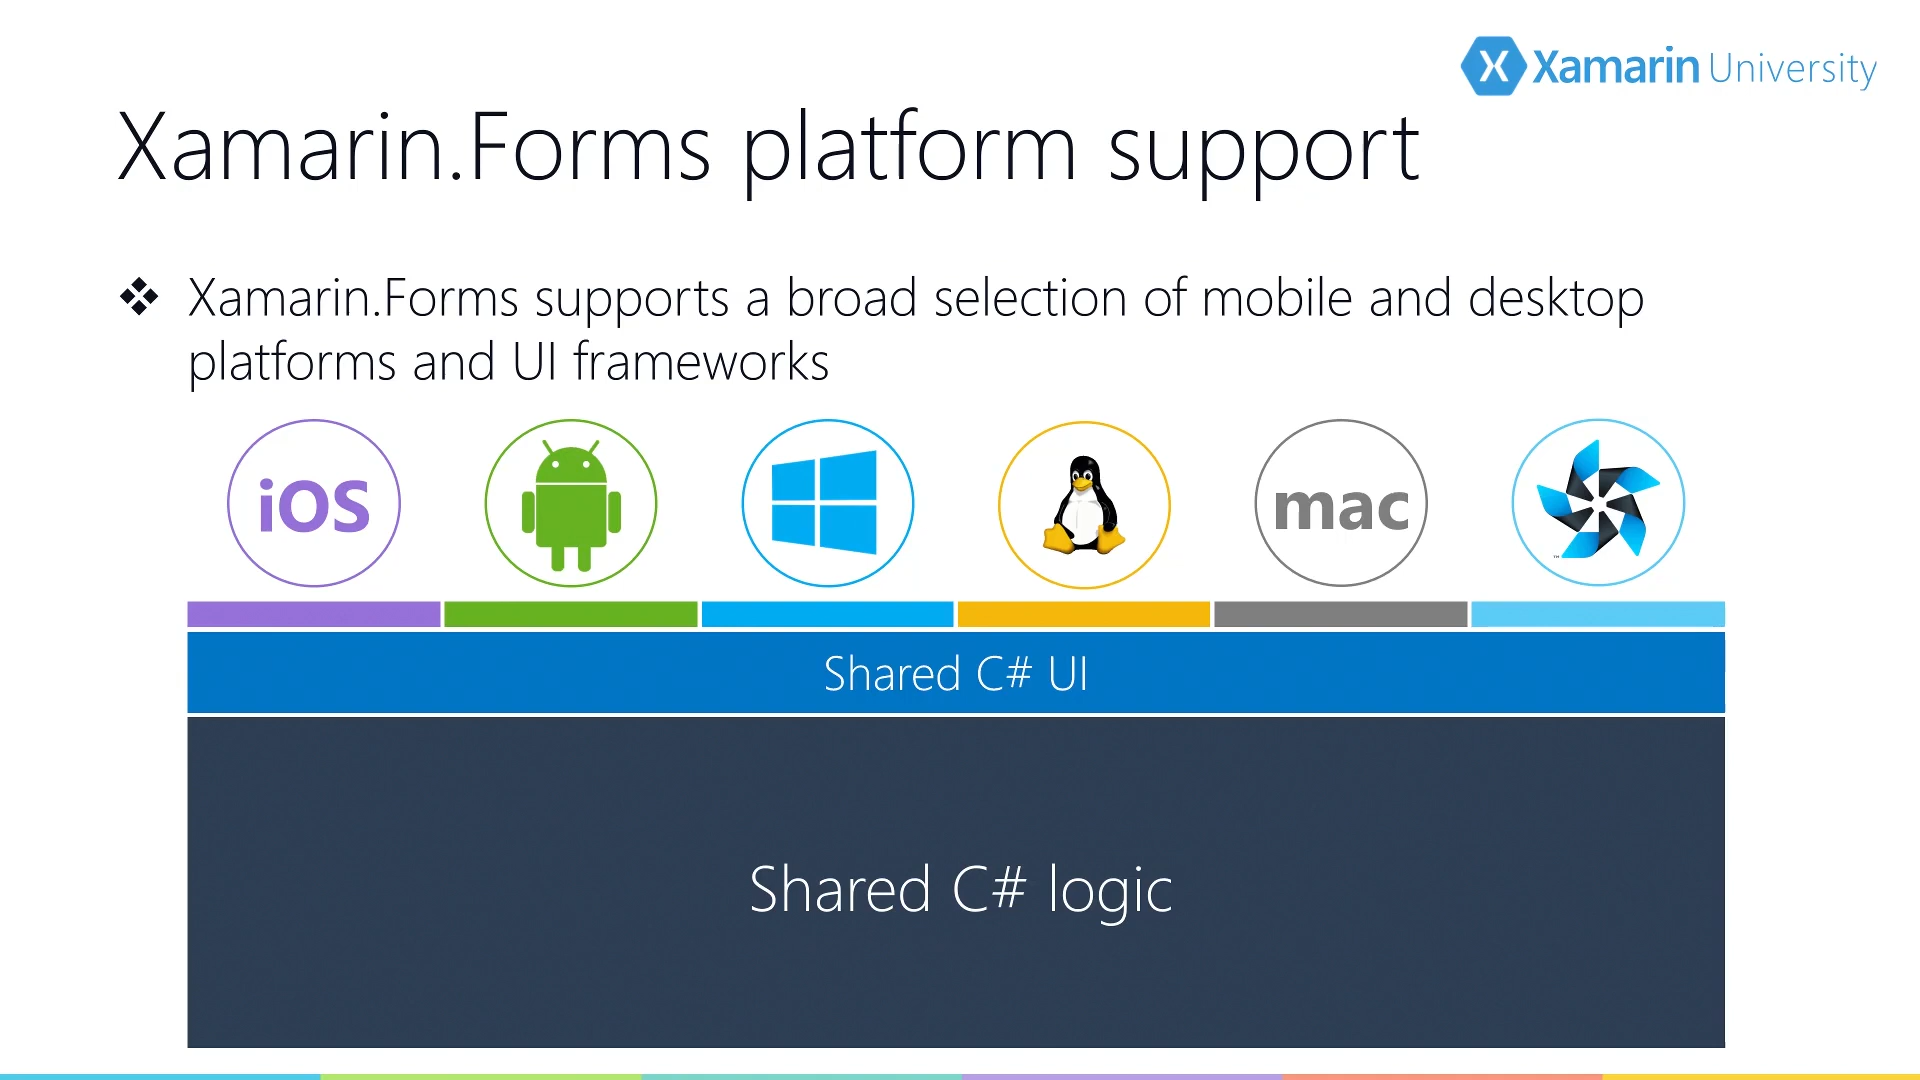 Xamarin University
Xamarin.Forms platform support
❖ Xamarin.Forms supports a broad selection of mobile and desktop
platforms and UI frameworks
iOS
mac
Shared C# UI
Shared C# logic